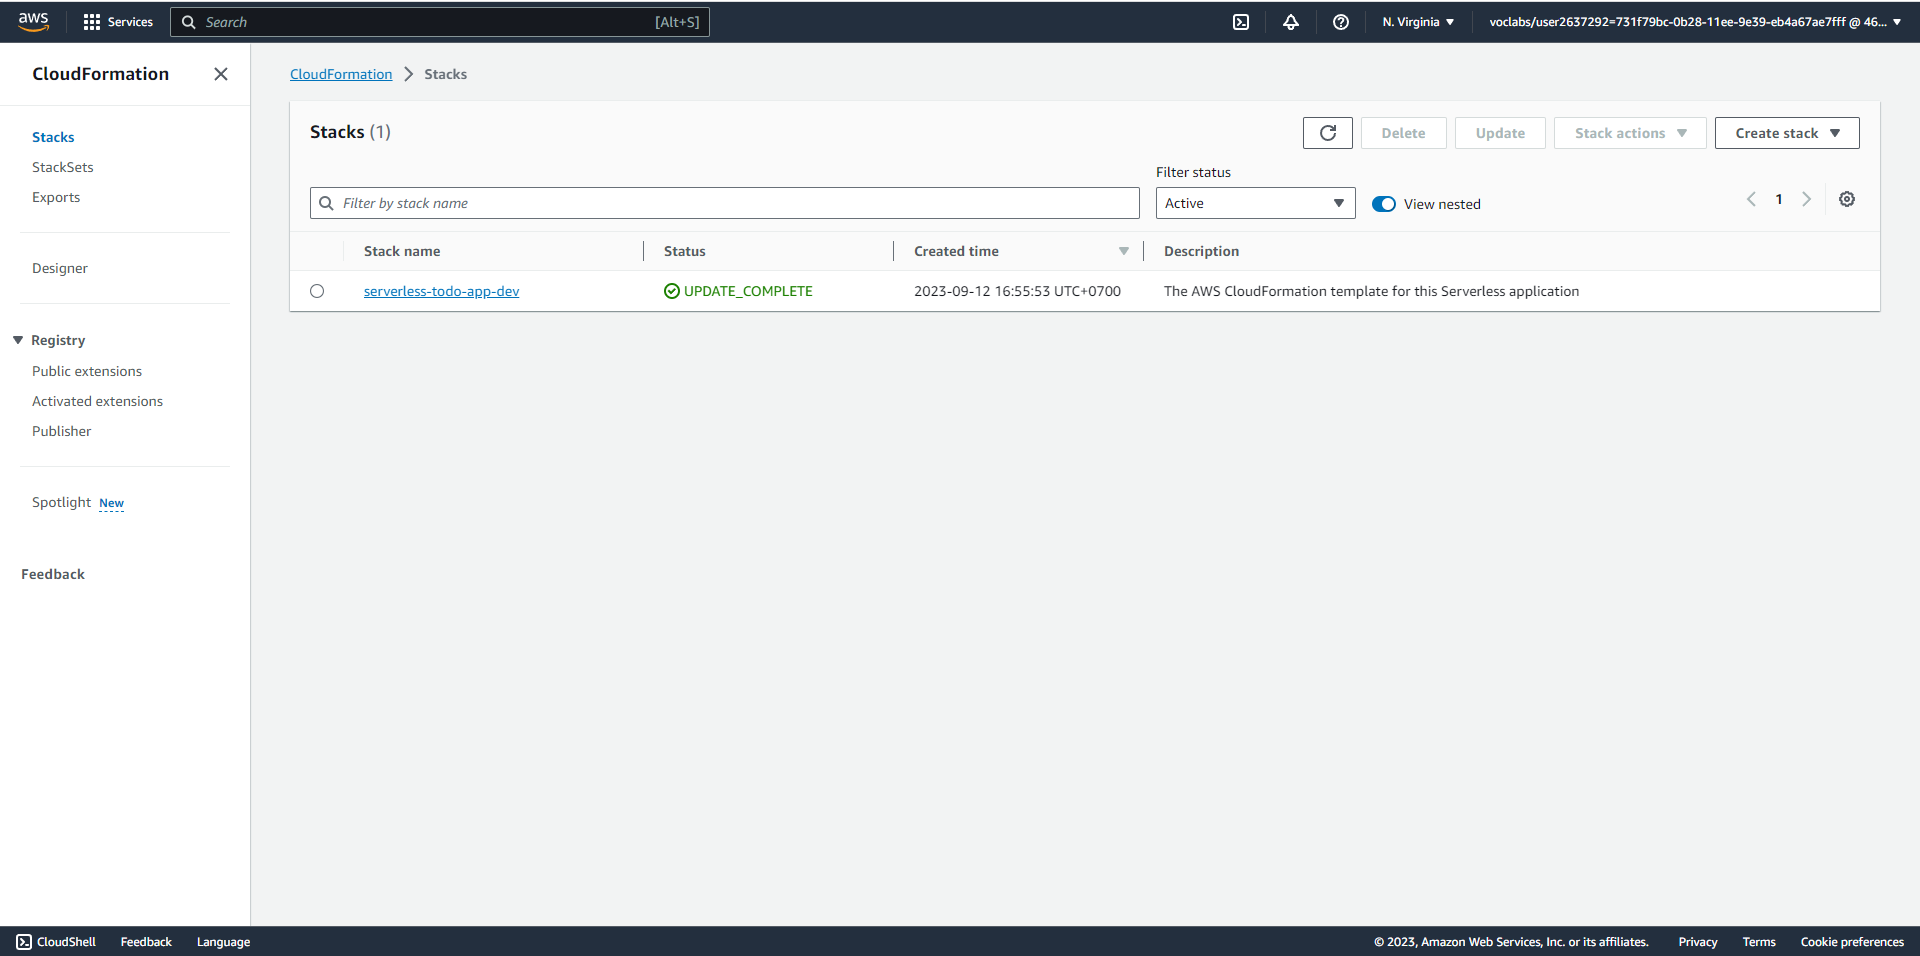 aws
Services
Search
[Alt+S]
N. Virginia
voclabs/user2637292=731f79bc-0b28-11ee-9e39-eb4a67ae7fff @ 46...
CloudFormation
Stacks
StackSets
Exports
Designer
Registry
Public extensions
Activated extensions
Publisher
Spotlight New
Feedback
CloudFormation > Stacks
Stacks (1)
Delete
Update
Stack actions
Create stack
Filter by stack name
Filter status
Active
View nested
1
Stack name Status Created time Description
serverless-todo-app-dev UPDATE_COMPLETE 2023-09-12 16:55:53 UTC+0700 The AWS CloudFormation template for this Serverless application
CloudShell Feedback Language © 2023, Amazon Web Services, Inc. or its affiliates. Privacy Terms Cookie preferences